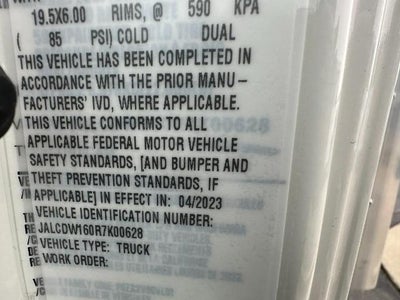 19.5X6.00 RIMS, @ 590 KPA
( 85 PSI) COLD DUAL
THIS VEHICLE HAS BEEN COMPLETED IN
ACCORDANCE WITH THE PRIOR MANU-
FACTURERS' IVD, WHERE APPLICABLE.
THIS VEHICLE CONFORMS TO ALL
APPLICABLE FEDERAL MOTOR VEHICLE
SAFETY STANDARDS, [AND BUMPER AND
THEFT PREVENTION STANDARDS, IF
APPLICABLE] IN EFFECT IN: 04/2023
VEHICLE IDENTIFICATION NUMBER:
JALCDW160R7K00628
VEHICLE TYPE: TRUCK
WORK ORDER: